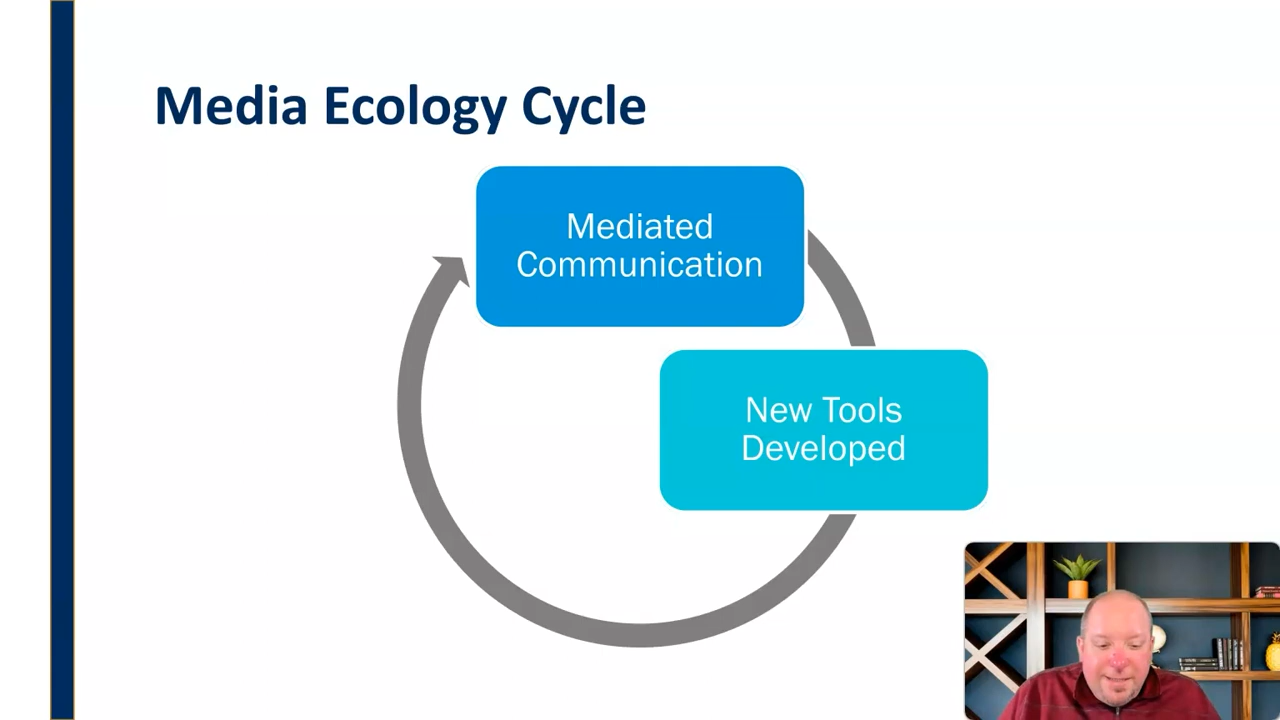 Media Ecology Cycle
Mediated
Communication
New Tools
Developed